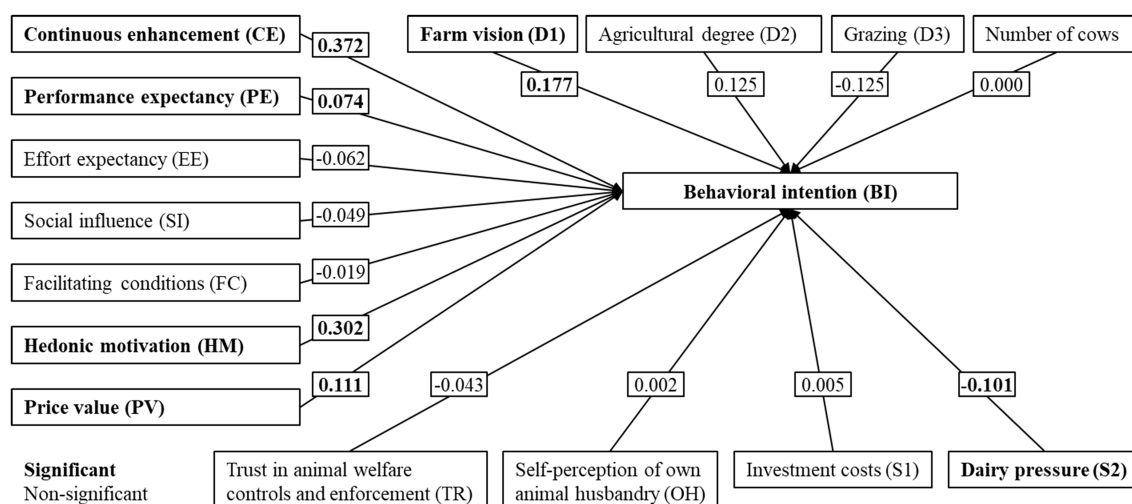 Continuous enhancement (CE)
0.372
Farm vision (D1)
Agricultural degree (D2)
Grazing (D3)
Number of cows
0.177
0.125
-0.125
0.000
Performance expectancy (PE)
0.074
Effort expectancy (EE)
-0.062
Behavioral intention (BI)
Social influence (SI)
-0.049
Facilitating conditions (FC)
-0.019
Hedonic motivation (HM)
0.302
Price value (PV)
0.111
-0.043
0.002
0.005
-0.101
Trust in animal welfare
controls and enforcement (TR)
Self-perception of own
animal husbandry (OH)
Investment costs (S1)
Dairy pressure (S2)
Significant
Non-significant